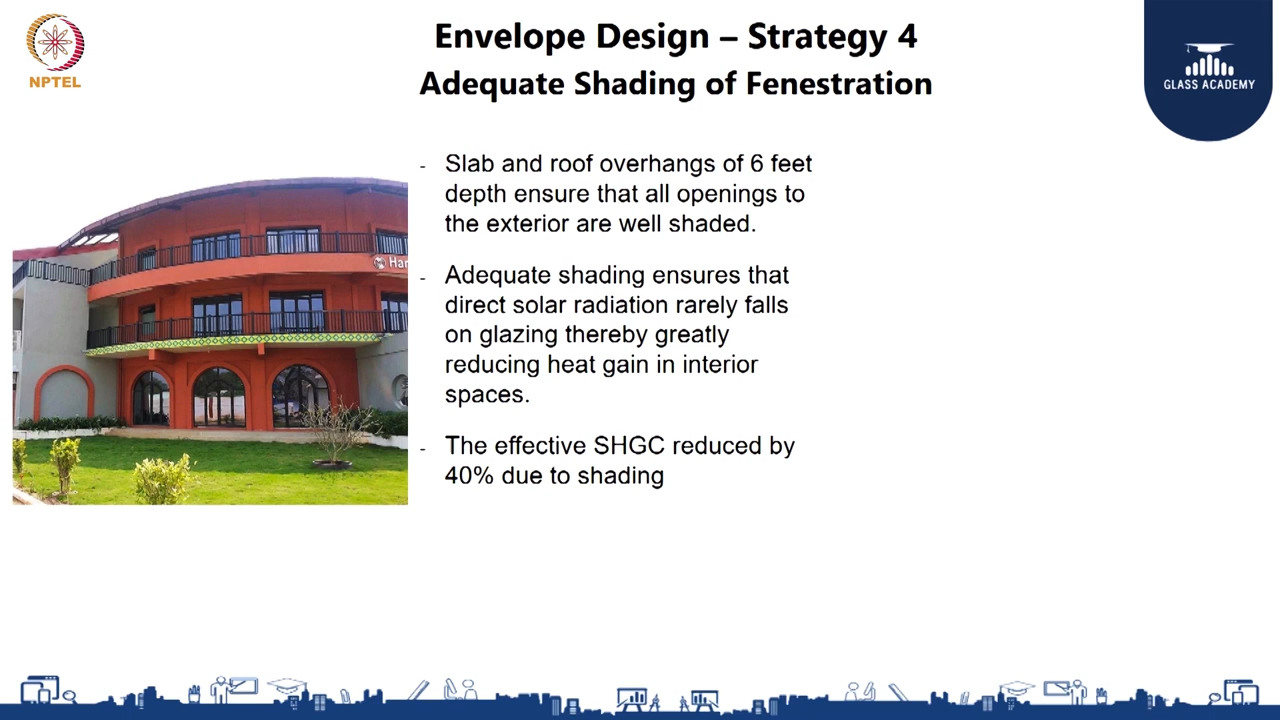 Envelope Design – Strategy 4
Adequate Shading of Fenestration
NPTEL
GLASS ACADEMY
- Slab and roof overhangs of 6 feet
depth ensure that all openings to
the exterior are well shaded.
- Adequate shading ensures that
direct solar radiation rarely falls
on glazing thereby greatly
reducing heat gain in interior
spaces.
- The effective SHGC reduced by
40% due to shading
Har